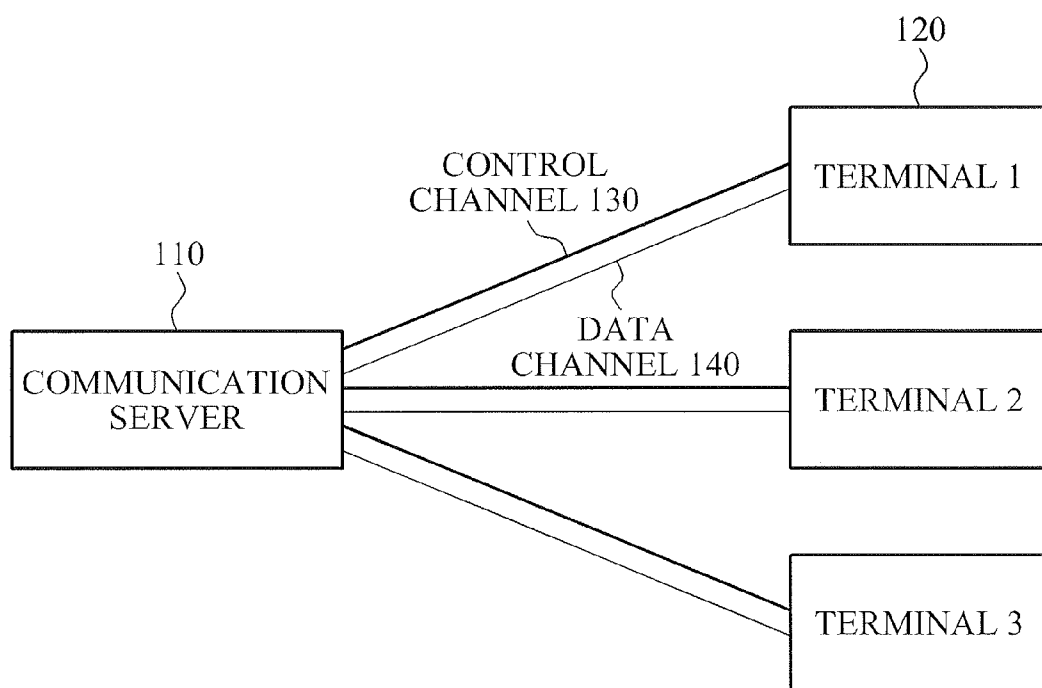 120
TERMINAL 1
CONTROL
CHANNEL 130
110
COMMUNICATION
SERVER
DATA
CHANNEL 140
TERMINAL 2
TERMINAL 3